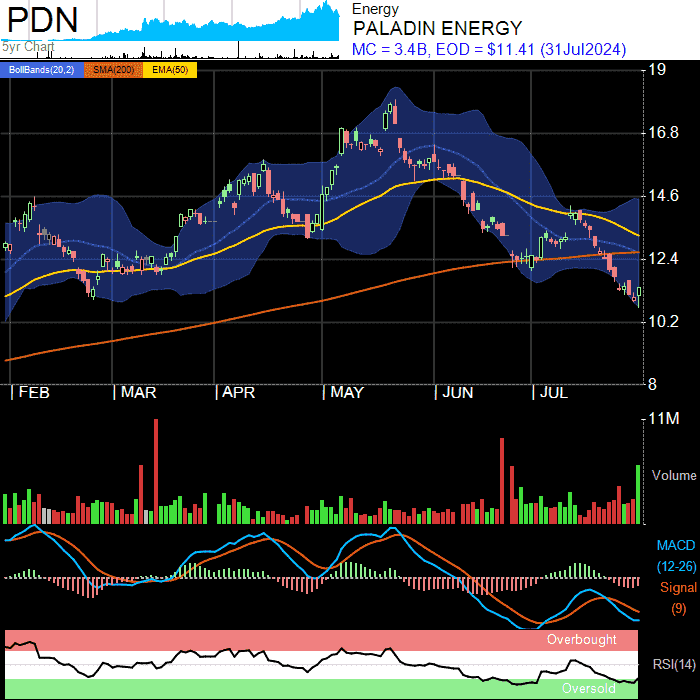 PDN
5yr Chart
Energy
PALADIN ENERGY
MC = 3.4B, EOD = $11.41 (31Jul2024)
BollBands(20,2) SMA(200) EMA(50)
19
16.8
14.6
12.4
10.2
8
FEB MAR APR MAY JUN JUL
11M
Volume
MACD
(12-26)
Signal
(9)
Overbought
RSI(14)
Oversold